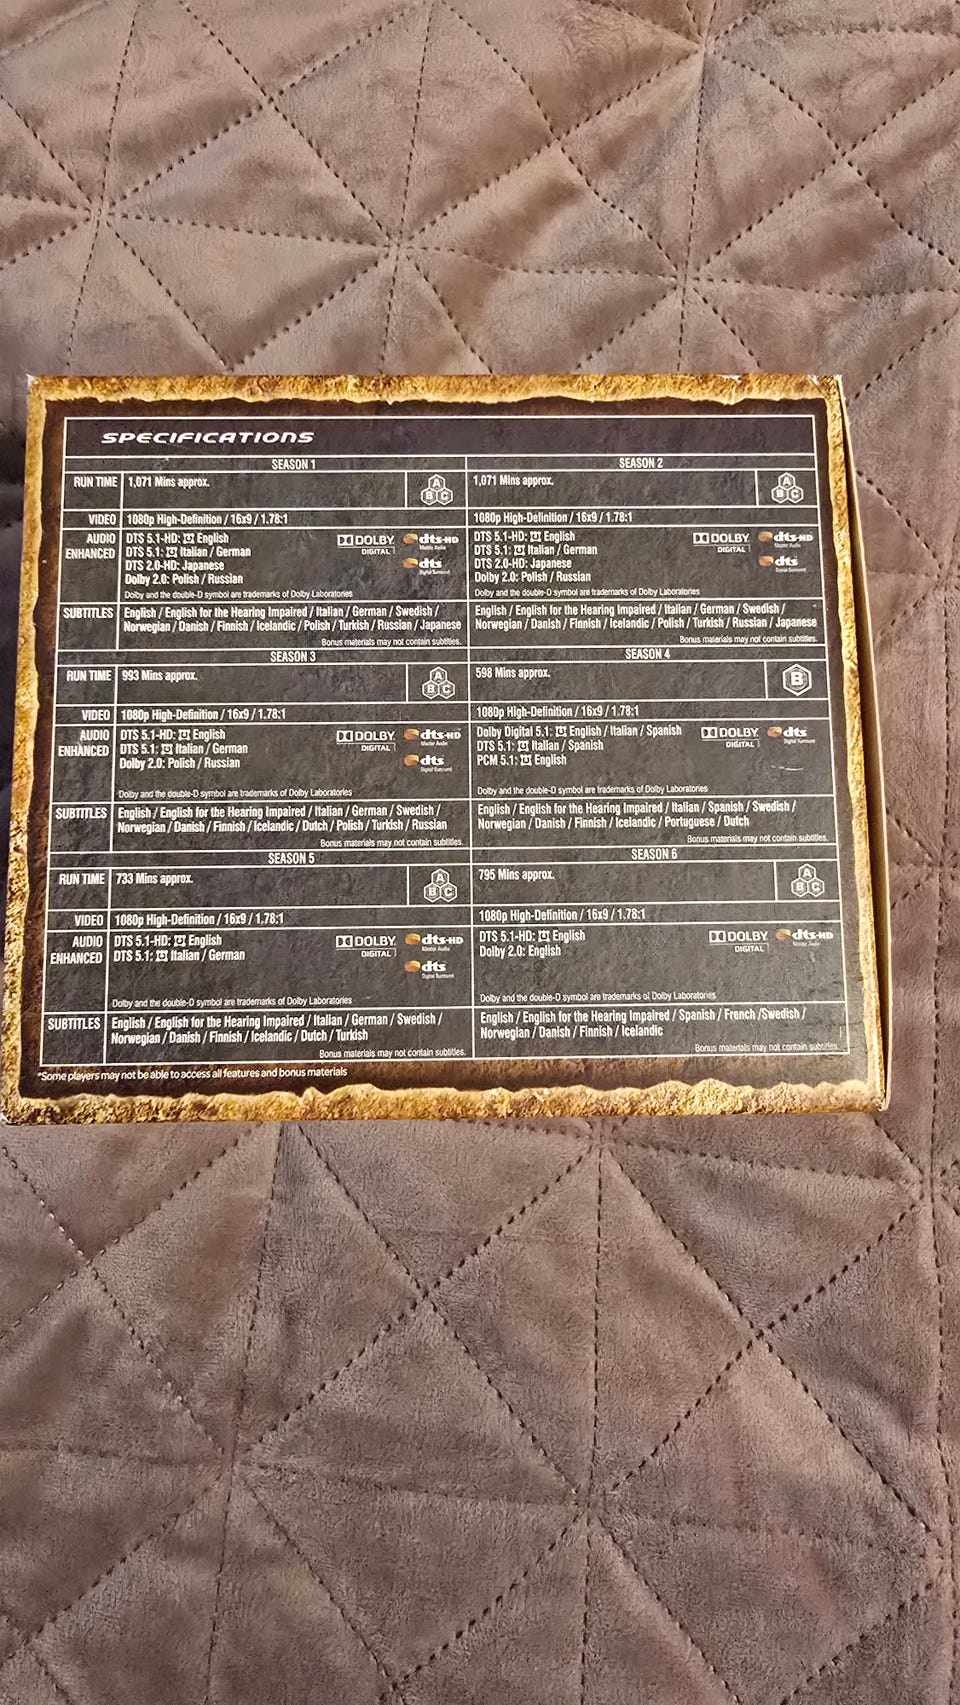 SPECIFICATIONS
SEASON 1
RUN TIME
1,071 Mins approx.
A
B C
VIDEO
1080p High-Definition / 16x9 / 1.78:1
AUDIO
ENHANCED
DTS 5.1-HD: English
DTS 5.1: Italian / German
DTS 2.0-HD: Japanese
Dolby 2.0: Polish / Russian
DOLBY
DIGITAL
dts-HD
Master Audio
dts
Digital Surround
Dolby and the double-D symbol are trademarks of Dolby Laboratories
SUBTITLES
English / English for the Hearing Impaired / Italian / German / Swedish /
Norwegian / Danish / Finnish / Icelandic / Polish / Turkish / Russian / Japanese
Bonus materials may not contain subtitles.
SEASON 2
1,071 Mins approx.
A
B C
1080p High-Definition / 16x9 / 1.78:1
DTS 5.1-HD: English
DTS 5.1: Italian / German
DTS 2.0-HD: Japanese
Dolby 2.0: Polish / Russian
DOLBY
DIGITAL
dts-HD
Master Audio
dts
Digital Surround
Dolby and the double-D symbol are trademarks of Dolby Laboratories
English / English for the Hearing Impaired / Italian / German / Swedish /
Norwegian / Danish / Finnish / Icelandic / Polish / Turkish / Russian / Japanese
Bonus materials may not contain subtitles.
SEASON 3
RUN TIME
993 Mins approx.
A
B C
VIDEO
1080p High-Definition / 16x9 / 1.78:1
AUDIO
ENHANCED
DTS 5.1-HD: English
DTS 5.1: Italian / German
Dolby 2.0: Polish / Russian
DOLBY
DIGITAL
dts-HD
Master Audio
dts
Digital Surround
Dolby and the double-D symbol are trademarks of Dolby Laboratories
SUBTITLES
English / English for the Hearing Impaired / Italian / German / Swedish /
Norwegian / Danish / Finnish / Icelandic / Dutch / Polish / Turkish / Russian
Bonus materials may not contain subtitles.
SEASON 4
598 Mins approx.
B
1080p High-Definition / 16x9 / 1.78:1
Dolby Digital 5.1: English / Italian / Spanish
DTS 5.1: Italian / Spanish
PCM 5.1: English
DOLBY
DIGITAL
dts
Digital Surround
Dolby and the double-D symbol are trademarks of Dolby Laboratories
English / English for the Hearing Impaired / Italian / Spanish / Swedish /
Norwegian / Danish / Finnish / Icelandic / Portuguese / Dutch
Bonus materials may not contain subtitles.
SEASON 5
RUN TIME
733 Mins approx.
A
B C
VIDEO
1080p High-Definition / 16x9 / 1.78:1
AUDIO
ENHANCED
DTS 5.1-HD: English
DTS 5.1: Italian / German
DOLBY
DIGITAL
dts-HD
Master Audio
dts
Digital Surround
Dolby and the double-D symbol are trademarks of Dolby Laboratories
SUBTITLES
English / English for the Hearing Impaired / Italian / German / Swedish /
Norwegian / Danish / Finnish / Icelandic / Dutch / Turkish
Bonus materials may not contain subtitles.
SEASON 6
795 Mins approx.
A
B C
1080p High-Definition / 16x9 / 1.78:1
DTS 5.1-HD: English
Dolby 2.0: English
DOLBY
DIGITAL
dts-HD
Master Audio
Dolby and the double-D symbol are trademarks of Dolby Laboratories
English / English for the Hearing Impaired / Spanish / French /Swedish /
Norwegian / Danish / Finnish / Icelandic
Bonus materials may not contain subtitles.
*Some players may not be able to access all features and bonus materials